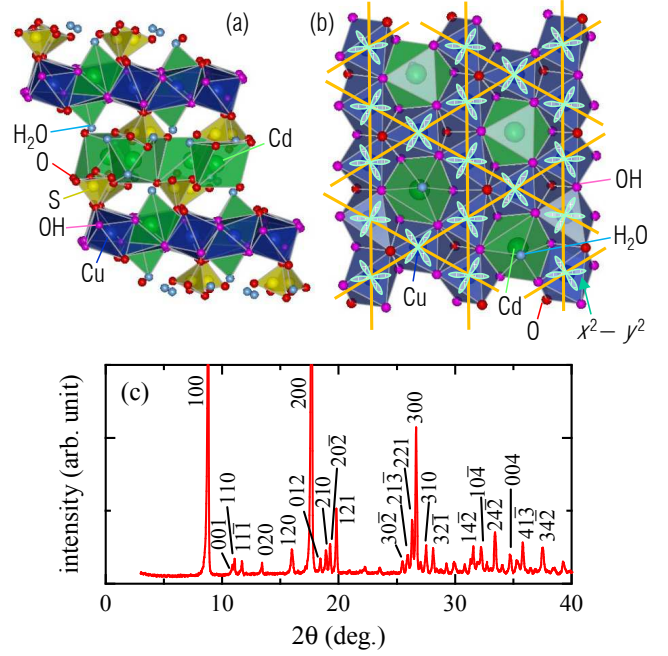 (a)
(b)
H₂O
O
S
OH
Cu
Cd
OH
H₂O
Cu
Cd
O
x² – y²
(c)
intensity (arb. unit)
100
110
001
111̄
020
120
200
012
210
202̄
121
302̄
213̄
221
300
310
321̄
142̄
104̄
242̄
004
413̄
342̄
0
10
20
30
40
2θ (deg.)